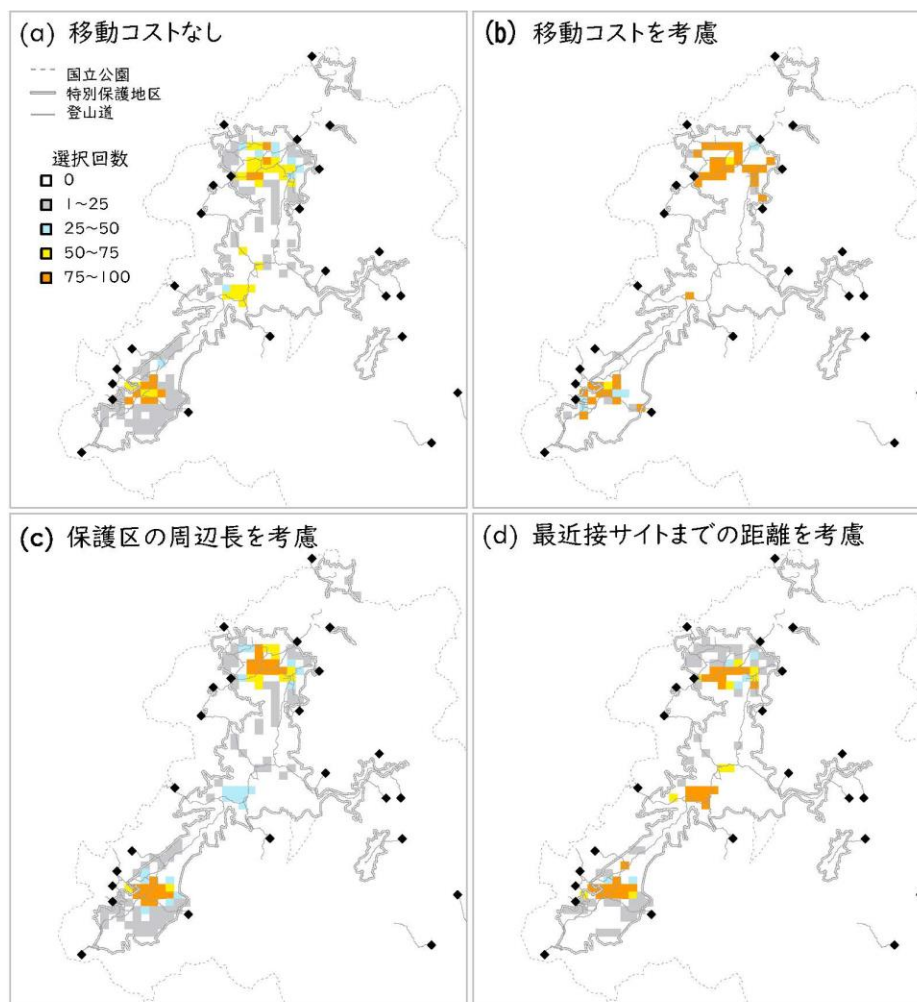 (a) 移動コストなし
国立公園
特別保護地区
登山道
選択回数
0
1~25
25~50
50~75
75~100
(b) 移動コストを考慮
(c) 保護区の周辺長を考慮
(d) 最近接サイトまでの距離を考慮